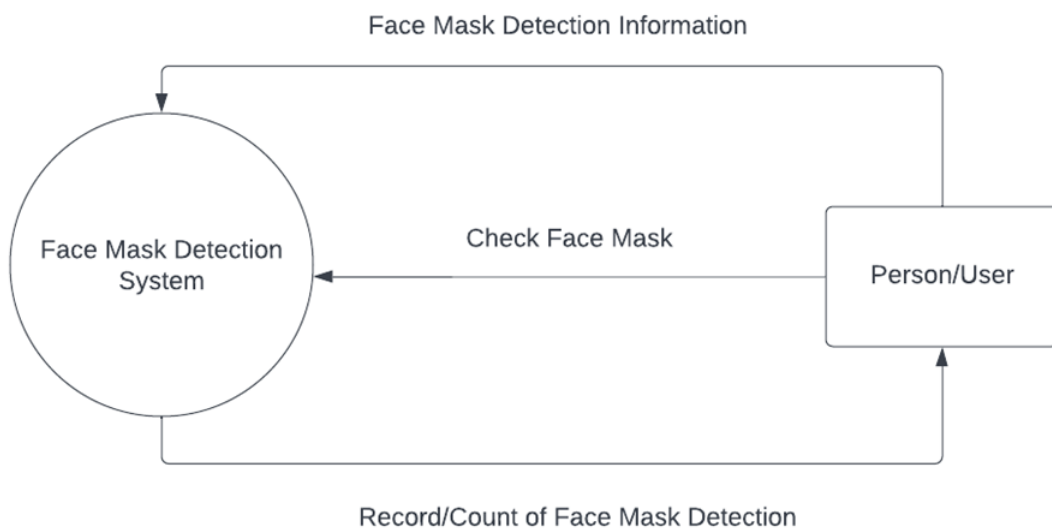 Face Mask Detection Information
Face Mask Detection
System
Check Face Mask
Person/User
Record/Count of Face Mask Detection